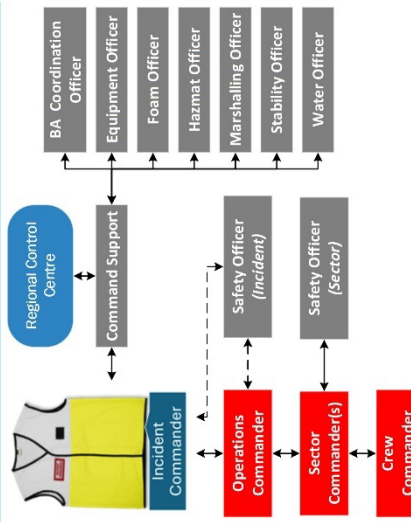 Regional Control
Centre
Command Support
BA Coordination
Officer
Equipment Officer
Foam Officer
Hazmat Officer
Marshalling Officer
Stability Officer
Water Officer
Incident
Commander
Safety Officer
(Incident)
Operations
Commander
Safety Officer
(Sector)
Sector
Commander(s)
Crew
Commander